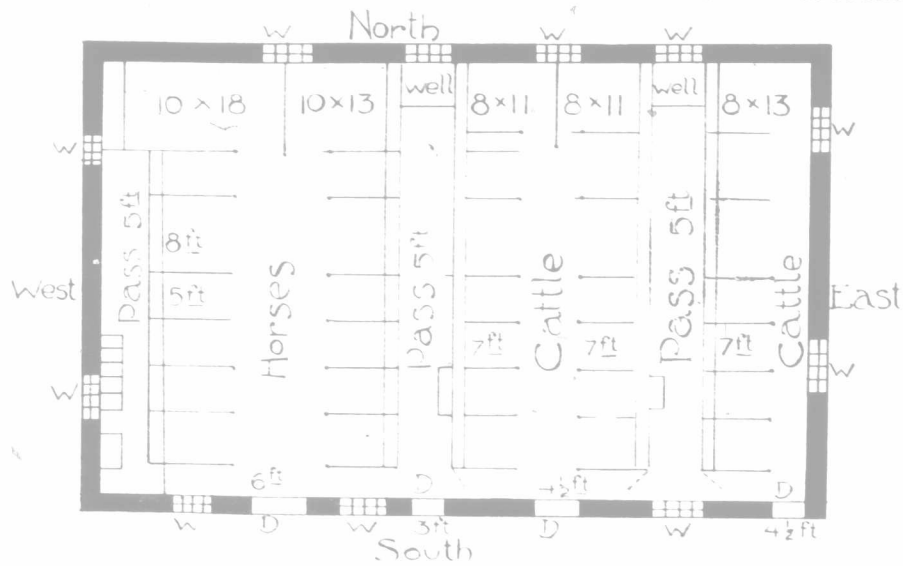 North
W W W
10 x 18 10 x 13 well 8 x 11 8 x 11 well 8 x 13
W W
Pass 5ft
8ft
5ft
Horses
Pass 5ft
7ft
Cattle
7ft
Pass 5ft
7ft
Cattle
West East
W W
6ft D 4½ft D
W D W 3ft D W 4½ft
South